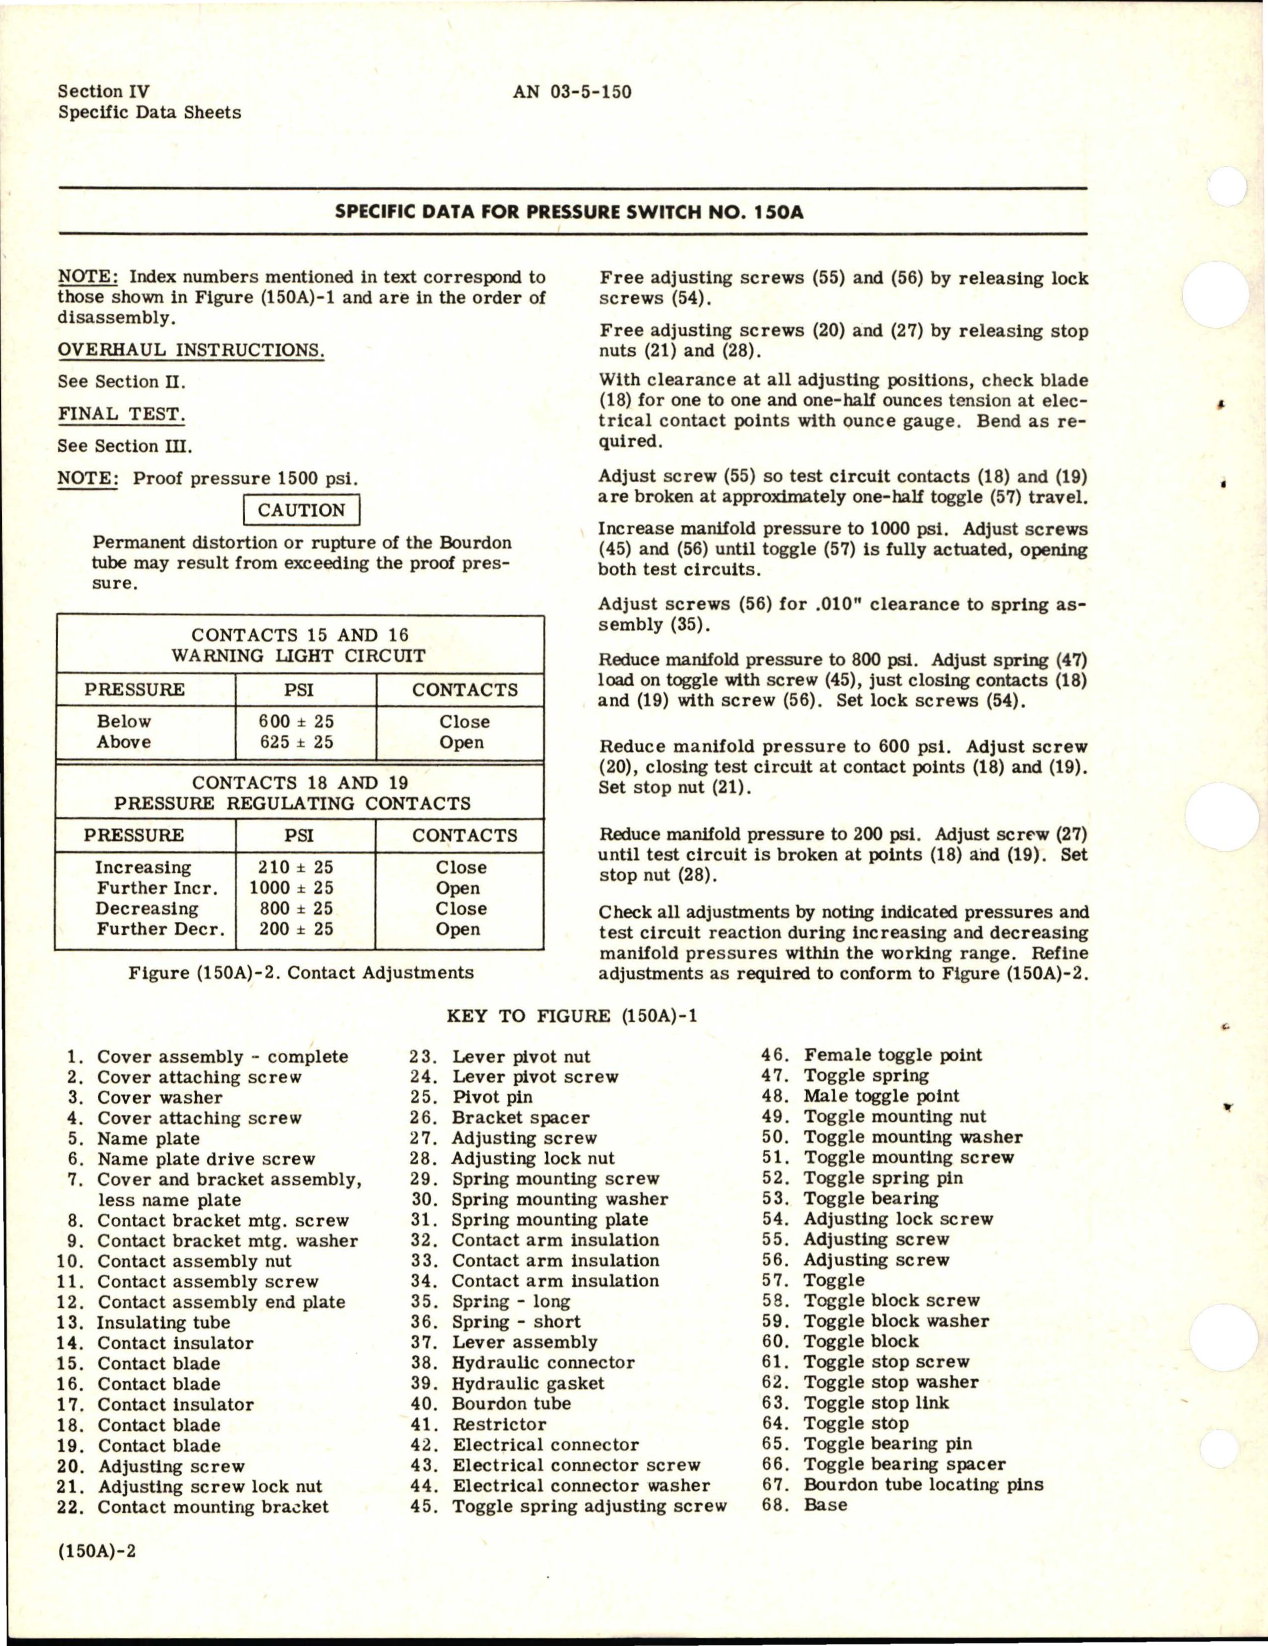 Section IV
AN 03-5-150
Specific Data Sheets
SPECIFIC DATA FOR PRESSURE SWITCH NO. 150A
NOTE: Index numbers mentioned in text correspond to
those shown in Figure (150A)-1 and are in the order of
disassembly.
OVERHAUL INSTRUCTIONS.
See Section II.
FINAL TEST.
See Section III.
NOTE: Proof pressure 1500 psi.
CAUTION
Permanent distortion or rupture of the Bourdon
tube may result from exceeding the proof pres-
sure.
CONTACTS 15 AND 16
WARNING LIGHT CIRCUIT
PRESSURE PSI CONTACTS
Below 600 ± 25 Close
Above 625 ± 25 Open
CONTACTS 18 AND 19
PRESSURE REGULATING CONTACTS
PRESSURE PSI CONTACTS
Increasing 210 ± 25 Close
Further Incr. 1000 ± 25 Open
Decreasing 800 ± 25 Close
Further Decr. 200 ± 25 Open
Figure (150A)-2. Contact Adjustments
Free adjusting screws (55) and (56) by releasing lock
screws (54).
Free adjusting screws (20) and (27) by releasing stop
nuts (21) and (28).
With clearance at all adjusting positions, check blade
(18) for one to one and one-half ounces tension at elec-
trical contact points with ounce gauge. Bend as re-
quired.
Adjust screw (55) so test circuit contacts (18) and (19)
are broken at approximately one-half toggle (57) travel.
Increase manifold pressure to 1000 psi. Adjust screws
(45) and (56) until toggle (57) is fully actuated, opening
both test circuits.
Adjust screws (56) for .010" clearance to spring as-
sembly (35).
Reduce manifold pressure to 800 psi. Adjust spring (47)
load on toggle with screw (45), just closing contacts (18)
and (19) with screw (56). Set lock screws (54).
Reduce manifold pressure to 600 psi. Adjust screw
(20), closing test circuit at contact points (18) and (19).
Set stop nut (21).
Reduce manifold pressure to 200 psi. Adjust screw (27)
until test circuit is broken at points (18) and (19). Set
stop nut (28).
Check all adjustments by noting indicated pressures and
test circuit reaction during increasing and decreasing
manifold pressures within the working range. Refine
adjustments as required to conform to Figure (150A)-2.
KEY TO FIGURE (150A)-1
1. Cover assembly - complete
2. Cover attaching screw
3. Cover washer
4. Cover attaching screw
5. Name plate
6. Name plate drive screw
7. Cover and bracket assembly,
less name plate
8. Contact bracket mtg. screw
9. Contact bracket mtg. washer
10. Contact assembly nut
11. Contact assembly screw
12. Contact assembly end plate
13. Insulating tube
14. Contact insulator
15. Contact blade
16. Contact blade
17. Contact insulator
18. Contact blade
19. Contact blade
20. Adjusting screw
21. Adjusting screw lock nut
22. Contact mounting bracket
23. Lever pivot nut
24. Lever pivot screw
25. Pivot pin
26. Bracket spacer
27. Adjusting screw
28. Adjusting lock nut
29. Spring mounting screw
30. Spring mounting washer
31. Spring mounting plate
32. Contact arm insulation
33. Contact arm insulation
34. Contact arm insulation
35. Spring - long
36. Spring - short
37. Lever assembly
38. Hydraulic connector
39. Hydraulic gasket
40. Bourdon tube
41. Restrictor
42. Electrical connector
43. Electrical connector screw
44. Electrical connector washer
45. Toggle spring adjusting screw
46. Female toggle point
47. Toggle spring
48. Male toggle point
49. Toggle mounting nut
50. Toggle mounting washer
51. Toggle mounting screw
52. Toggle spring pin
53. Toggle bearing
54. Adjusting lock screw
55. Adjusting screw
56. Adjusting screw
57. Toggle
58. Toggle block screw
59. Toggle block washer
60. Toggle block
61. Toggle stop screw
62. Toggle stop washer
63. Toggle stop link
64. Toggle stop
65. Toggle bearing pin
66. Toggle bearing spacer
67. Bourdon tube locating pins
68. Base
(150A)-2